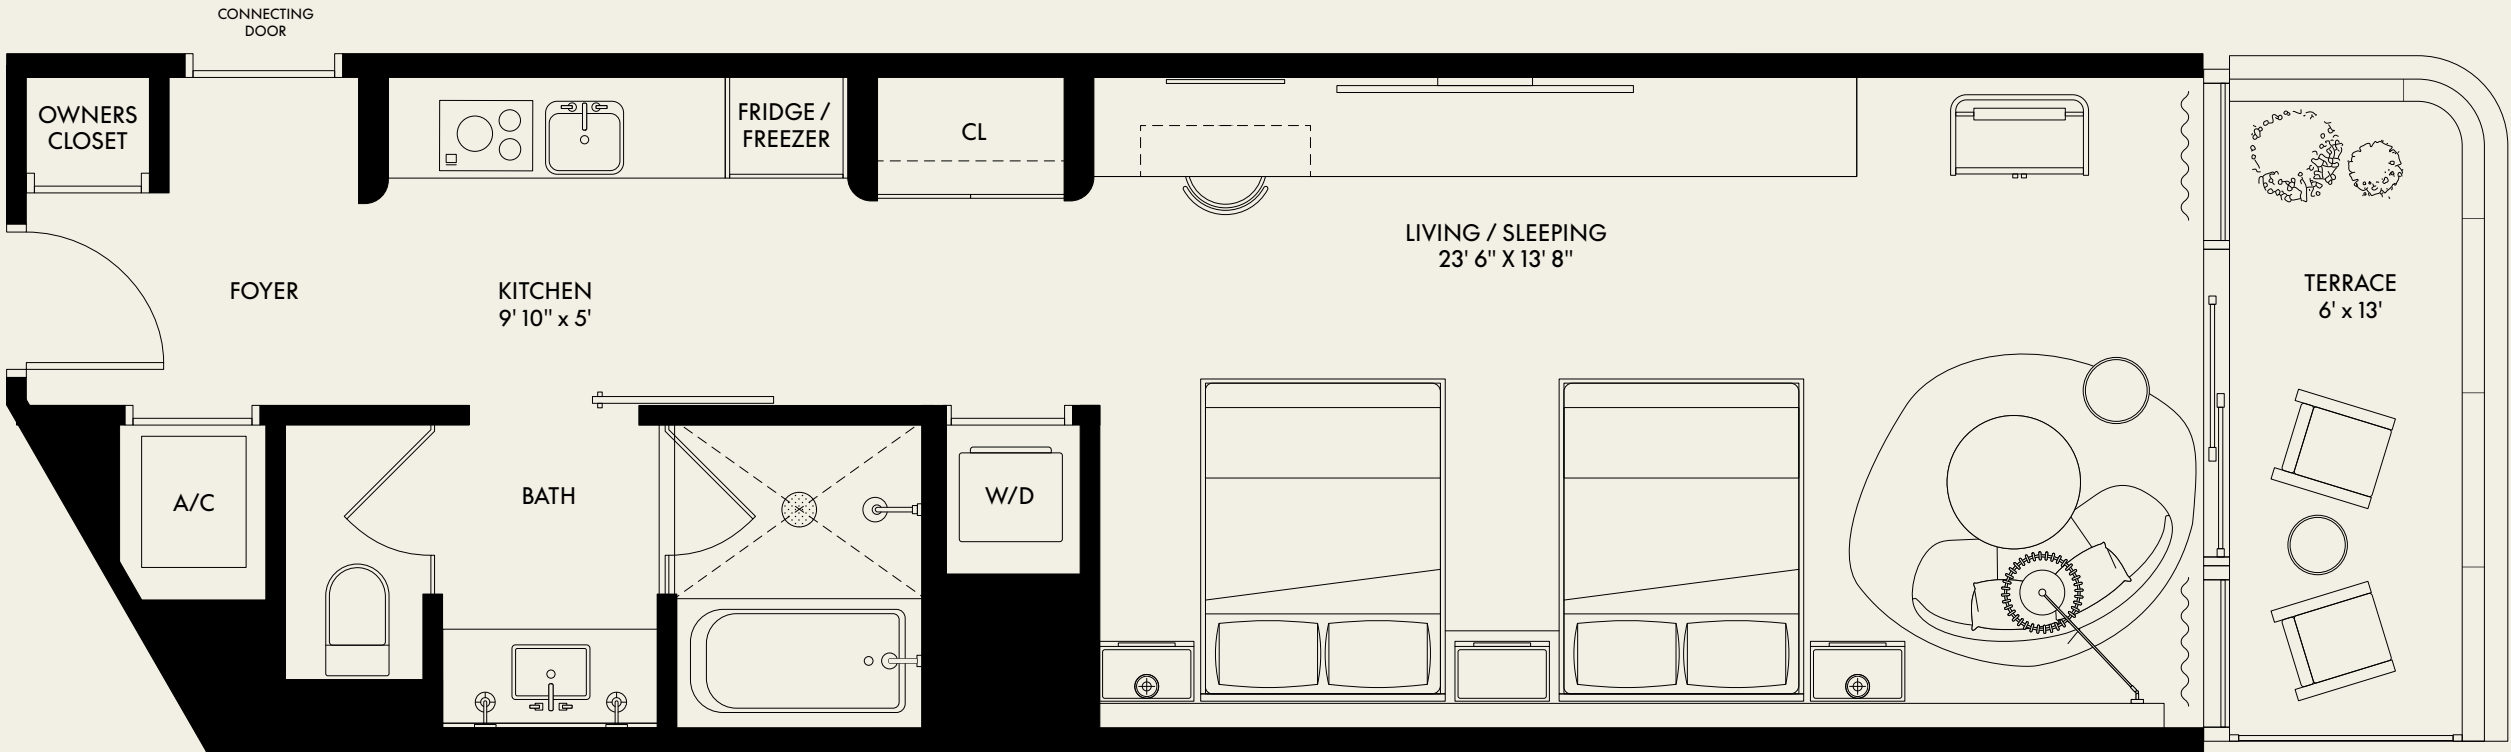 CONNECTING
DOOR
OWNERS
CLOSET
FRIDGE /
FREEZER
CL
LIVING / SLEEPING
23' 6" X 13' 8"
FOYER
KITCHEN
9' 10" x 5'
TERRACE
6' x 13'
A/C
BATH
W/D